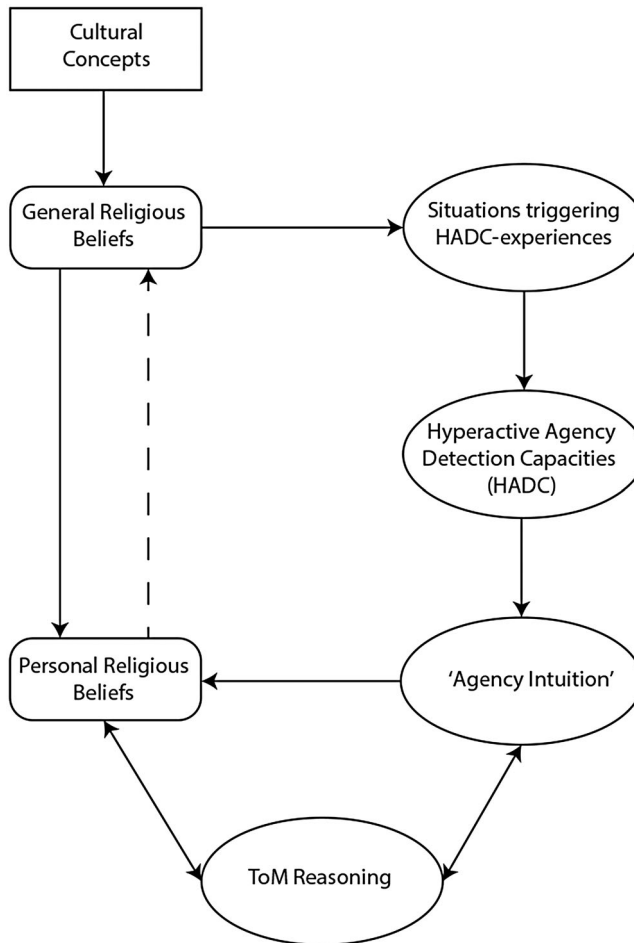 Cultural
Concepts
General Religious
Beliefs
Situations triggering
HADC-experiences
Hyperactive Agency
Detection Capacities
(HADC)
Personal Religious
Beliefs
‘Agency Intuition’
ToM Reasoning